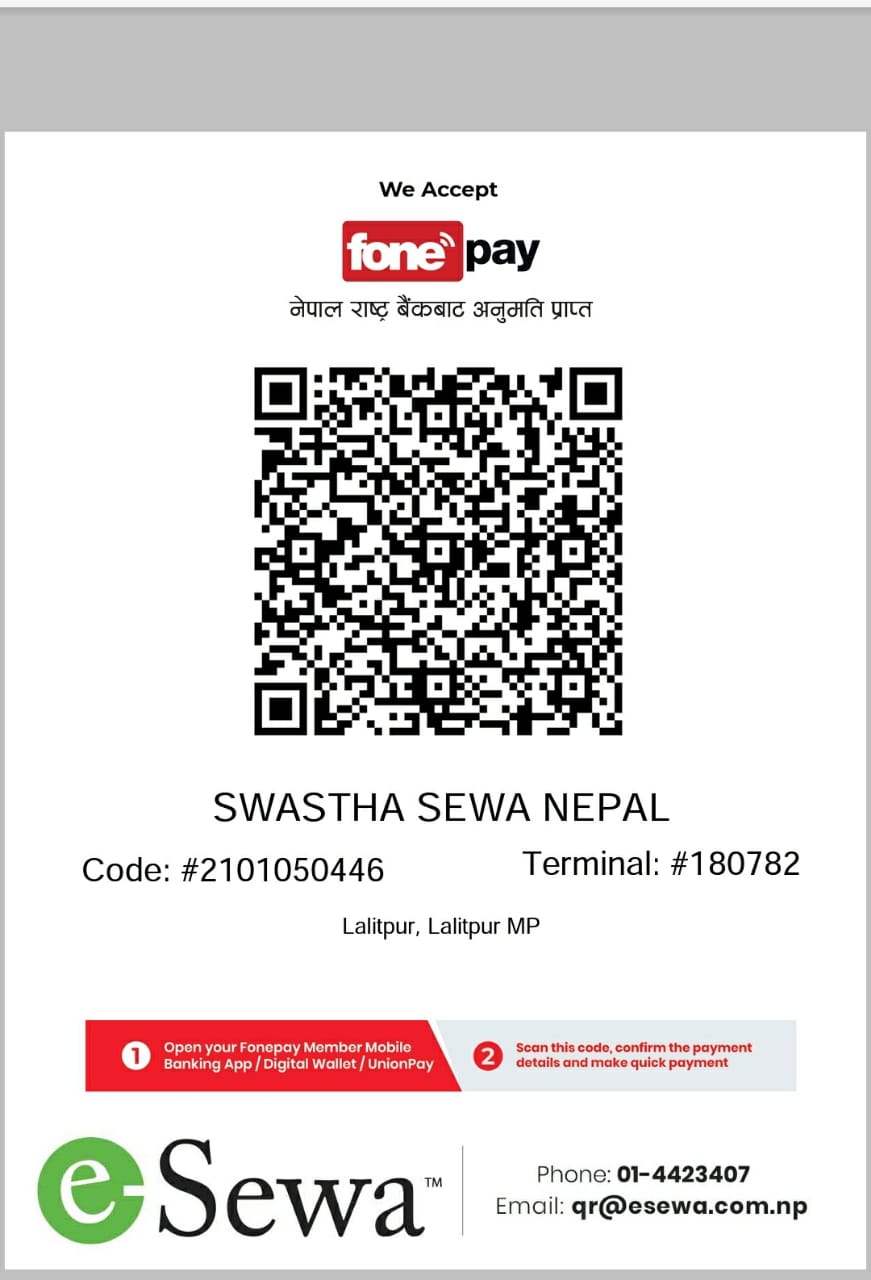 We Accept
fonepay
नेपाल राष्ट्र बैंकबाट अनुमति प्राप्त
SWASTHA SEWA NEPAL
Code: #2101050446
Terminal: #180782
Lalitpur, Lalitpur MP
1 Open your Fonepay Member Mobile
Banking App / Digital Wallet / UnionPay
2 Scan this code, confirm the payment
details and make quick payment
e-Sewa™
Phone: 01-4423407
Email: qr@esewa.com.np